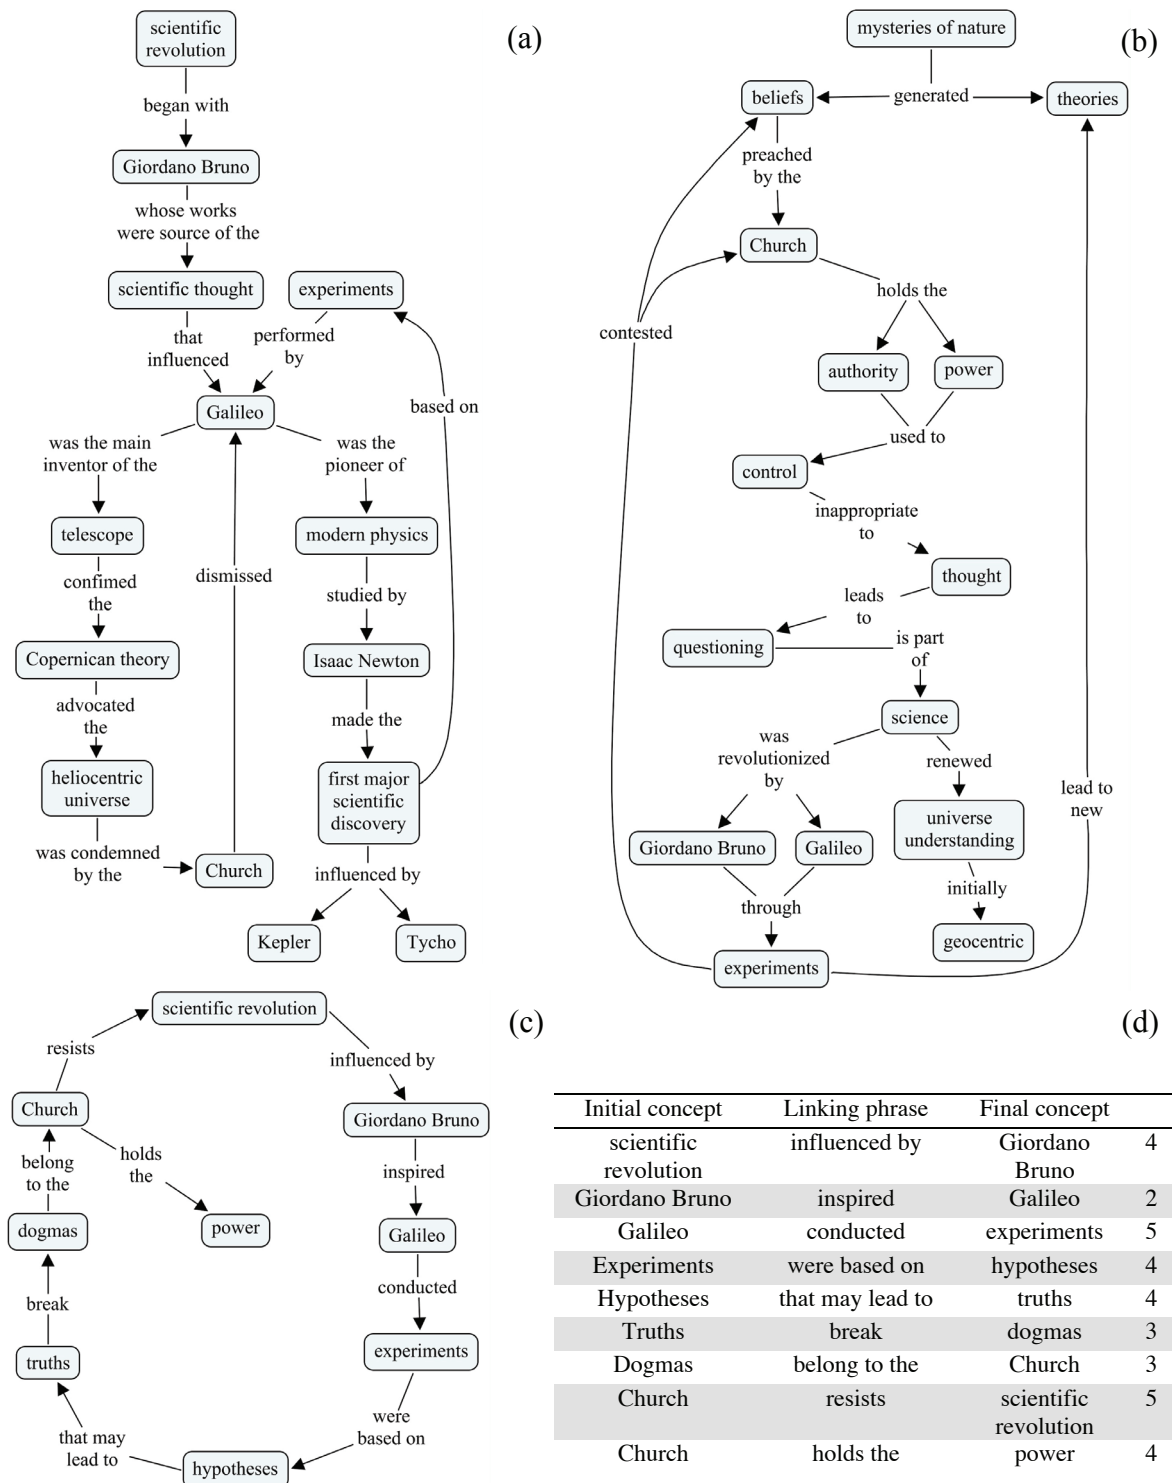 (a)
scientific
revolution
began with
Giordano Bruno
whose works
were source of the
scientific thought
experiments
that
influenced
performed
by
based on
Galileo
was the main
inventor of the
was the
pioneer of
telescope
modern physics
confimed
the
dismissed
studied by
Copernican theory
Isaac Newton
advocated
the
made the
heliocentric
universe
first major
scientific
discovery
was condemned
by the
Church
influenced by
Kepler
Tycho
(b)
mysteries of nature
beliefs
generated
theories
preached
by the
Church
holds the
contested
authority
power
used to
control
inappropriate
to
thought
leads
to
questioning
is part
of
science
was
revolutionized
by
renewed
lead to
new
universe
understanding
Giordano Bruno
Galileo
initially
through
geocentric
experiments
(c)
scientific revolution
resists
influenced by
Church
Giordano Bruno
belong
to the
holds
the
inspired
dogmas
power
Galileo
break
conducted
truths
experiments
that may
lead to
were
based on
hypotheses
(d)
Initial concept Linking phrase Final concept
scientific influenced by Giordano 4
revolution Bruno
Giordano Bruno inspired Galileo 2
Galileo conducted experiments 5
Experiments were based on hypotheses 4
Hypotheses that may lead to truths 4
Truths break dogmas 3
Dogmas belong to the Church 3
Church resists scientific 5
revolution
Church holds the power 4